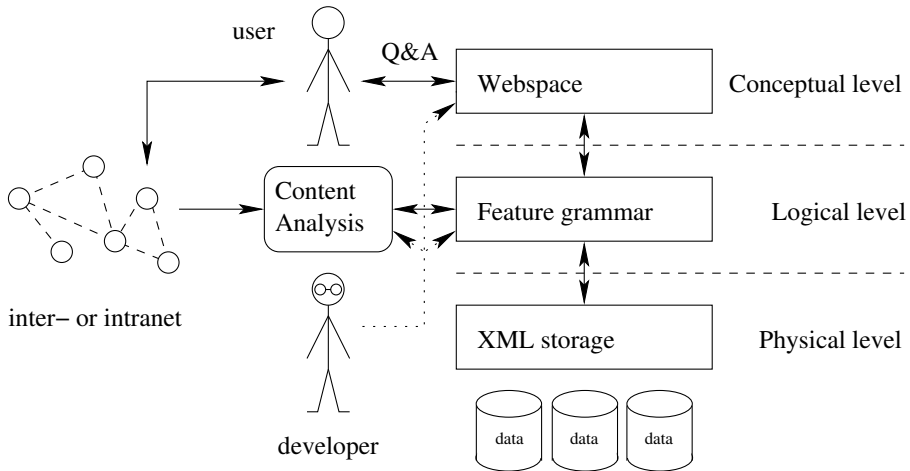 user
Q&A
Webspace
Conceptual level
Content
Analysis
Feature grammar
Logical level
inter– or intranet
XML storage
Physical level
developer
data
data
data